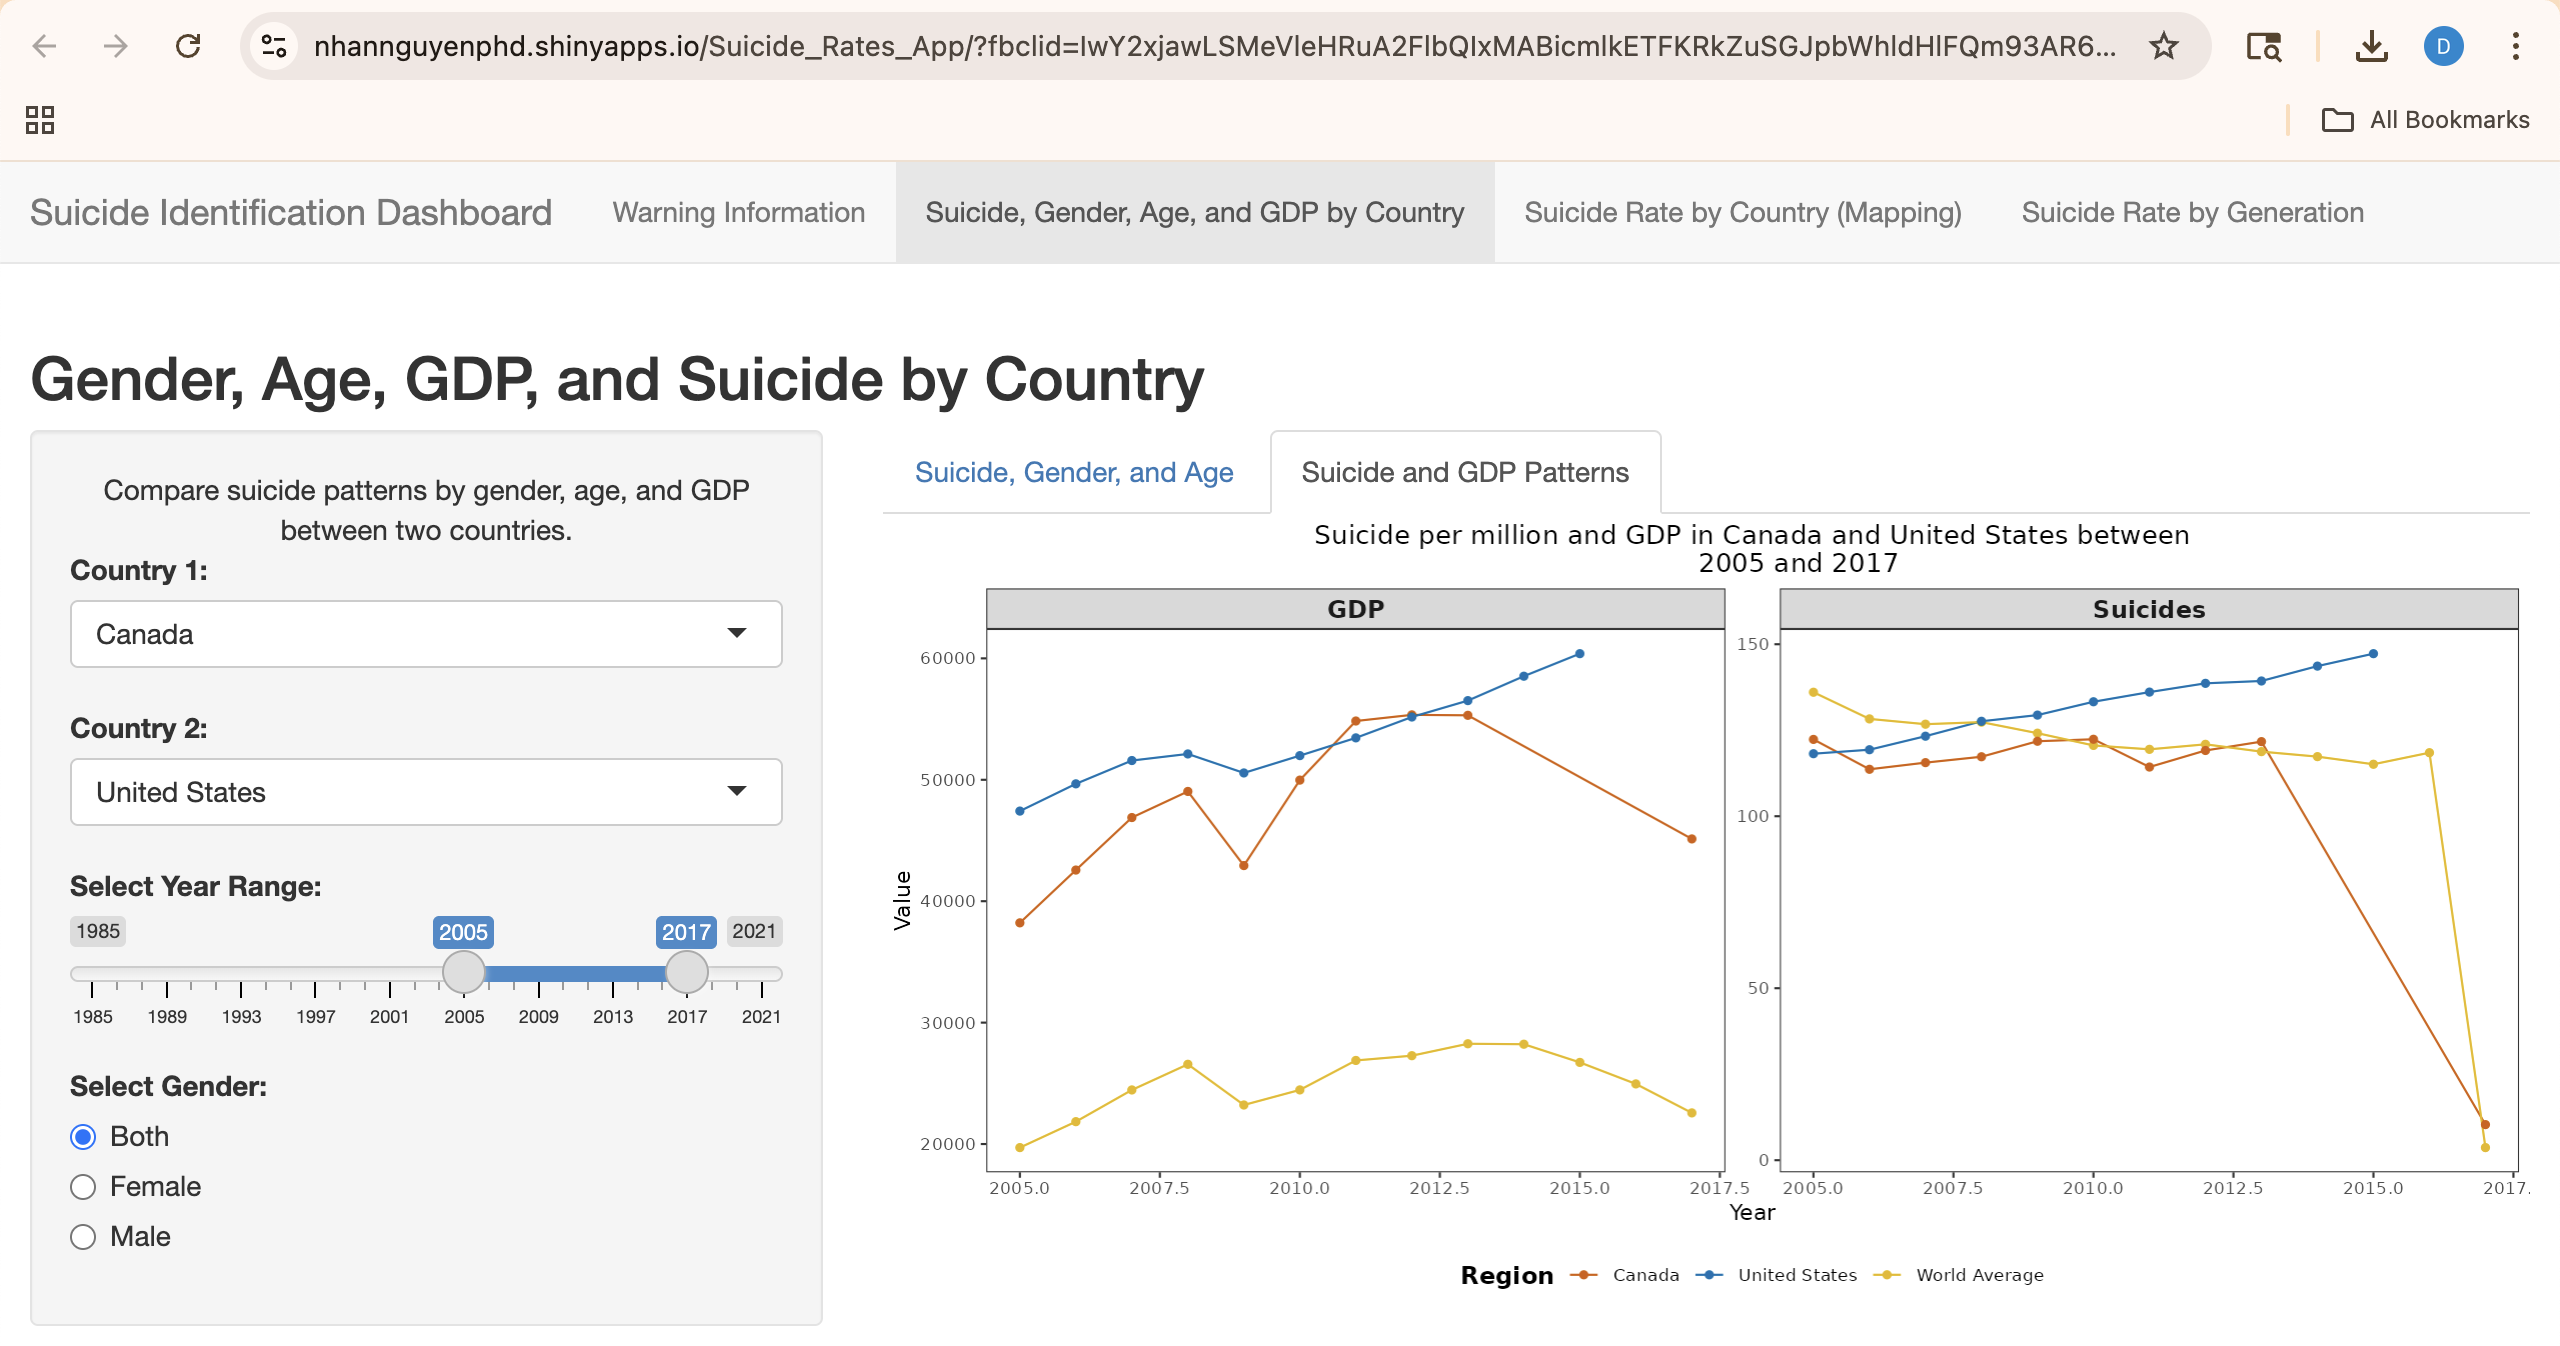 nhannguyenphd.shinyapps.io/Suicide_Rates_App/?fbclid=IwY2xjawLSMeVleHRuA2FlbQIxMABicmlkETFKRkZuSGJpbWhldHlFQm93AR6...
D
All Bookmarks
Suicide Identification Dashboard
Warning Information
Suicide, Gender, Age, and GDP by Country
Suicide Rate by Country (Mapping)
Suicide Rate by Generation
Gender, Age, GDP, and Suicide by Country
Compare suicide patterns by gender, age, and GDP
between two countries.
Country 1:
Canada
Country 2:
United States
Select Year Range:
1985 2005 2017 2021
1985 1989 1993 1997 2001 2005 2009 2013 2017 2021
Select Gender:
Both
Female
Male
Suicide, Gender, and Age
Suicide and GDP Patterns
Suicide per million and GDP in Canada and United States between
2005 and 2017
GDP
Suicides
Value
60000
50000
40000
30000
20000
2005.0 2007.5 2010.0 2012.5 2015.0 2017.5
150
100
50
0
2005.0 2007.5 2010.0 2012.5 2015.0 2017.
Year
Region Canada United States World Average